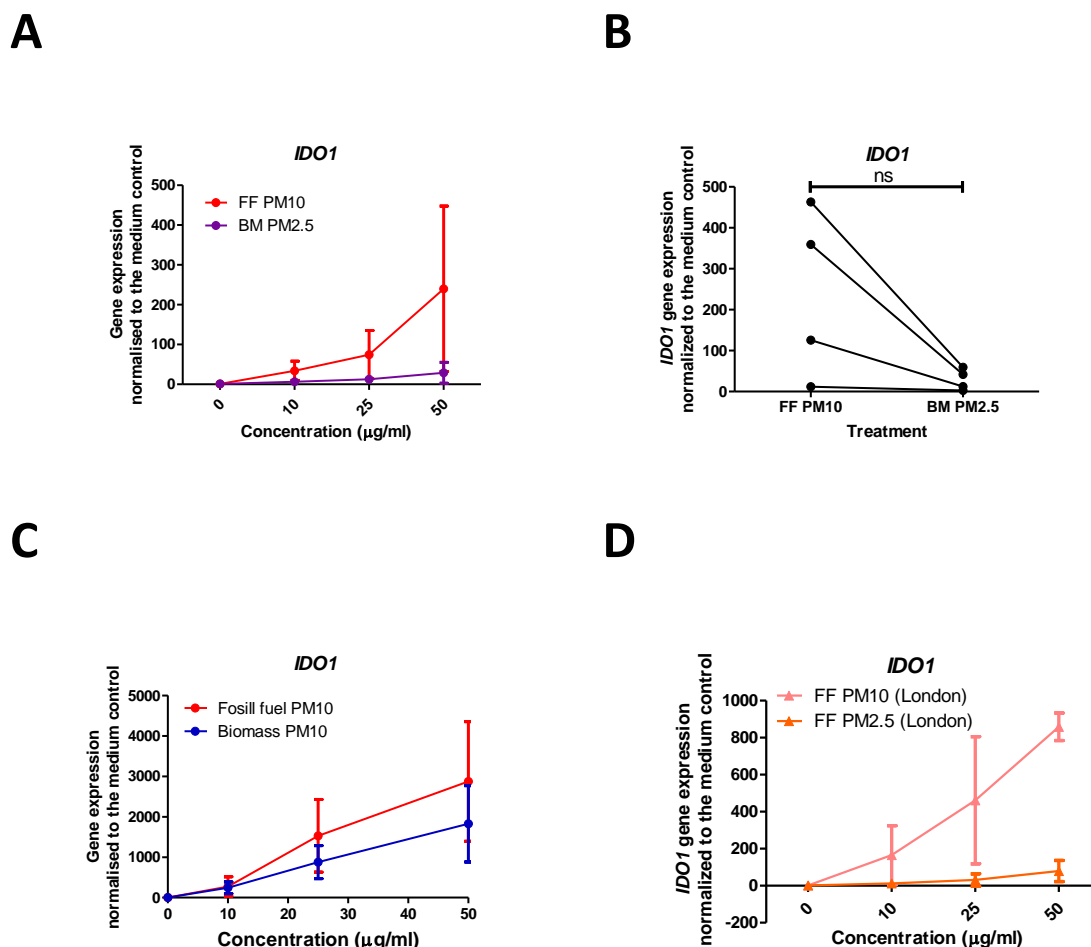 A
IDO1
Gene expression
normalised to the medium control
500
400
300
200
100
0
FF PM10
BM PM2.5
0
10
25
50
Concentration (µg/ml)
B
IDO1
ns
IDO1 gene expression
normalized to the medium control
500
400
300
200
100
0
FF PM10
BM PM2.5
Treatment
C
IDO1
Gene expression
normalised to the medium control
5000
4000
3000
2000
1000
0
Fosill fuel PM10
Biomass PM10
0
10
20
30
40
50
Concentration (µg/ml)
D
IDO1
IDO1 gene expression
normalized to the medium control
1000
800
600
400
200
0
-200
FF PM10 (London)
FF PM2.5 (London)
0
10
25
50
Concentration (µg/ml)